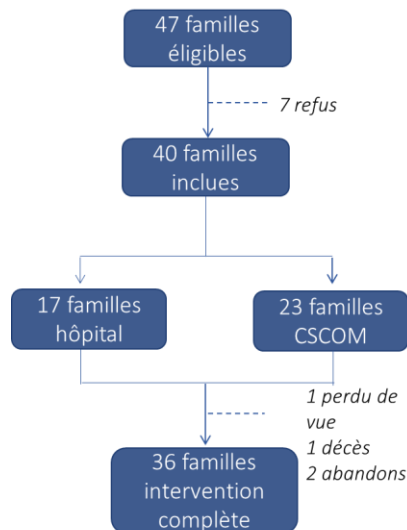 47 familles
éligibles
7 refus
40 familles
inclues
17 familles
hôpital
23 familles
CSCOM
1 perdu de
vue
1 décès
2 abandons
36 familles
intervention
complète